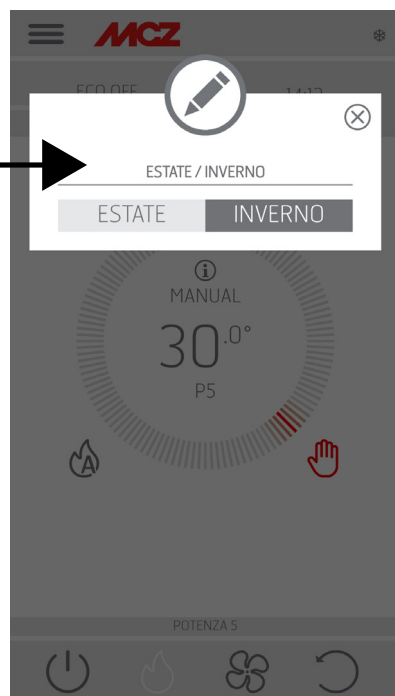 MCZ
ECO OFF 14:12
ESTATE / INVERNO
ESTATE INVERNO
MANUAL
30.0°
P5
A
POTENZA 5